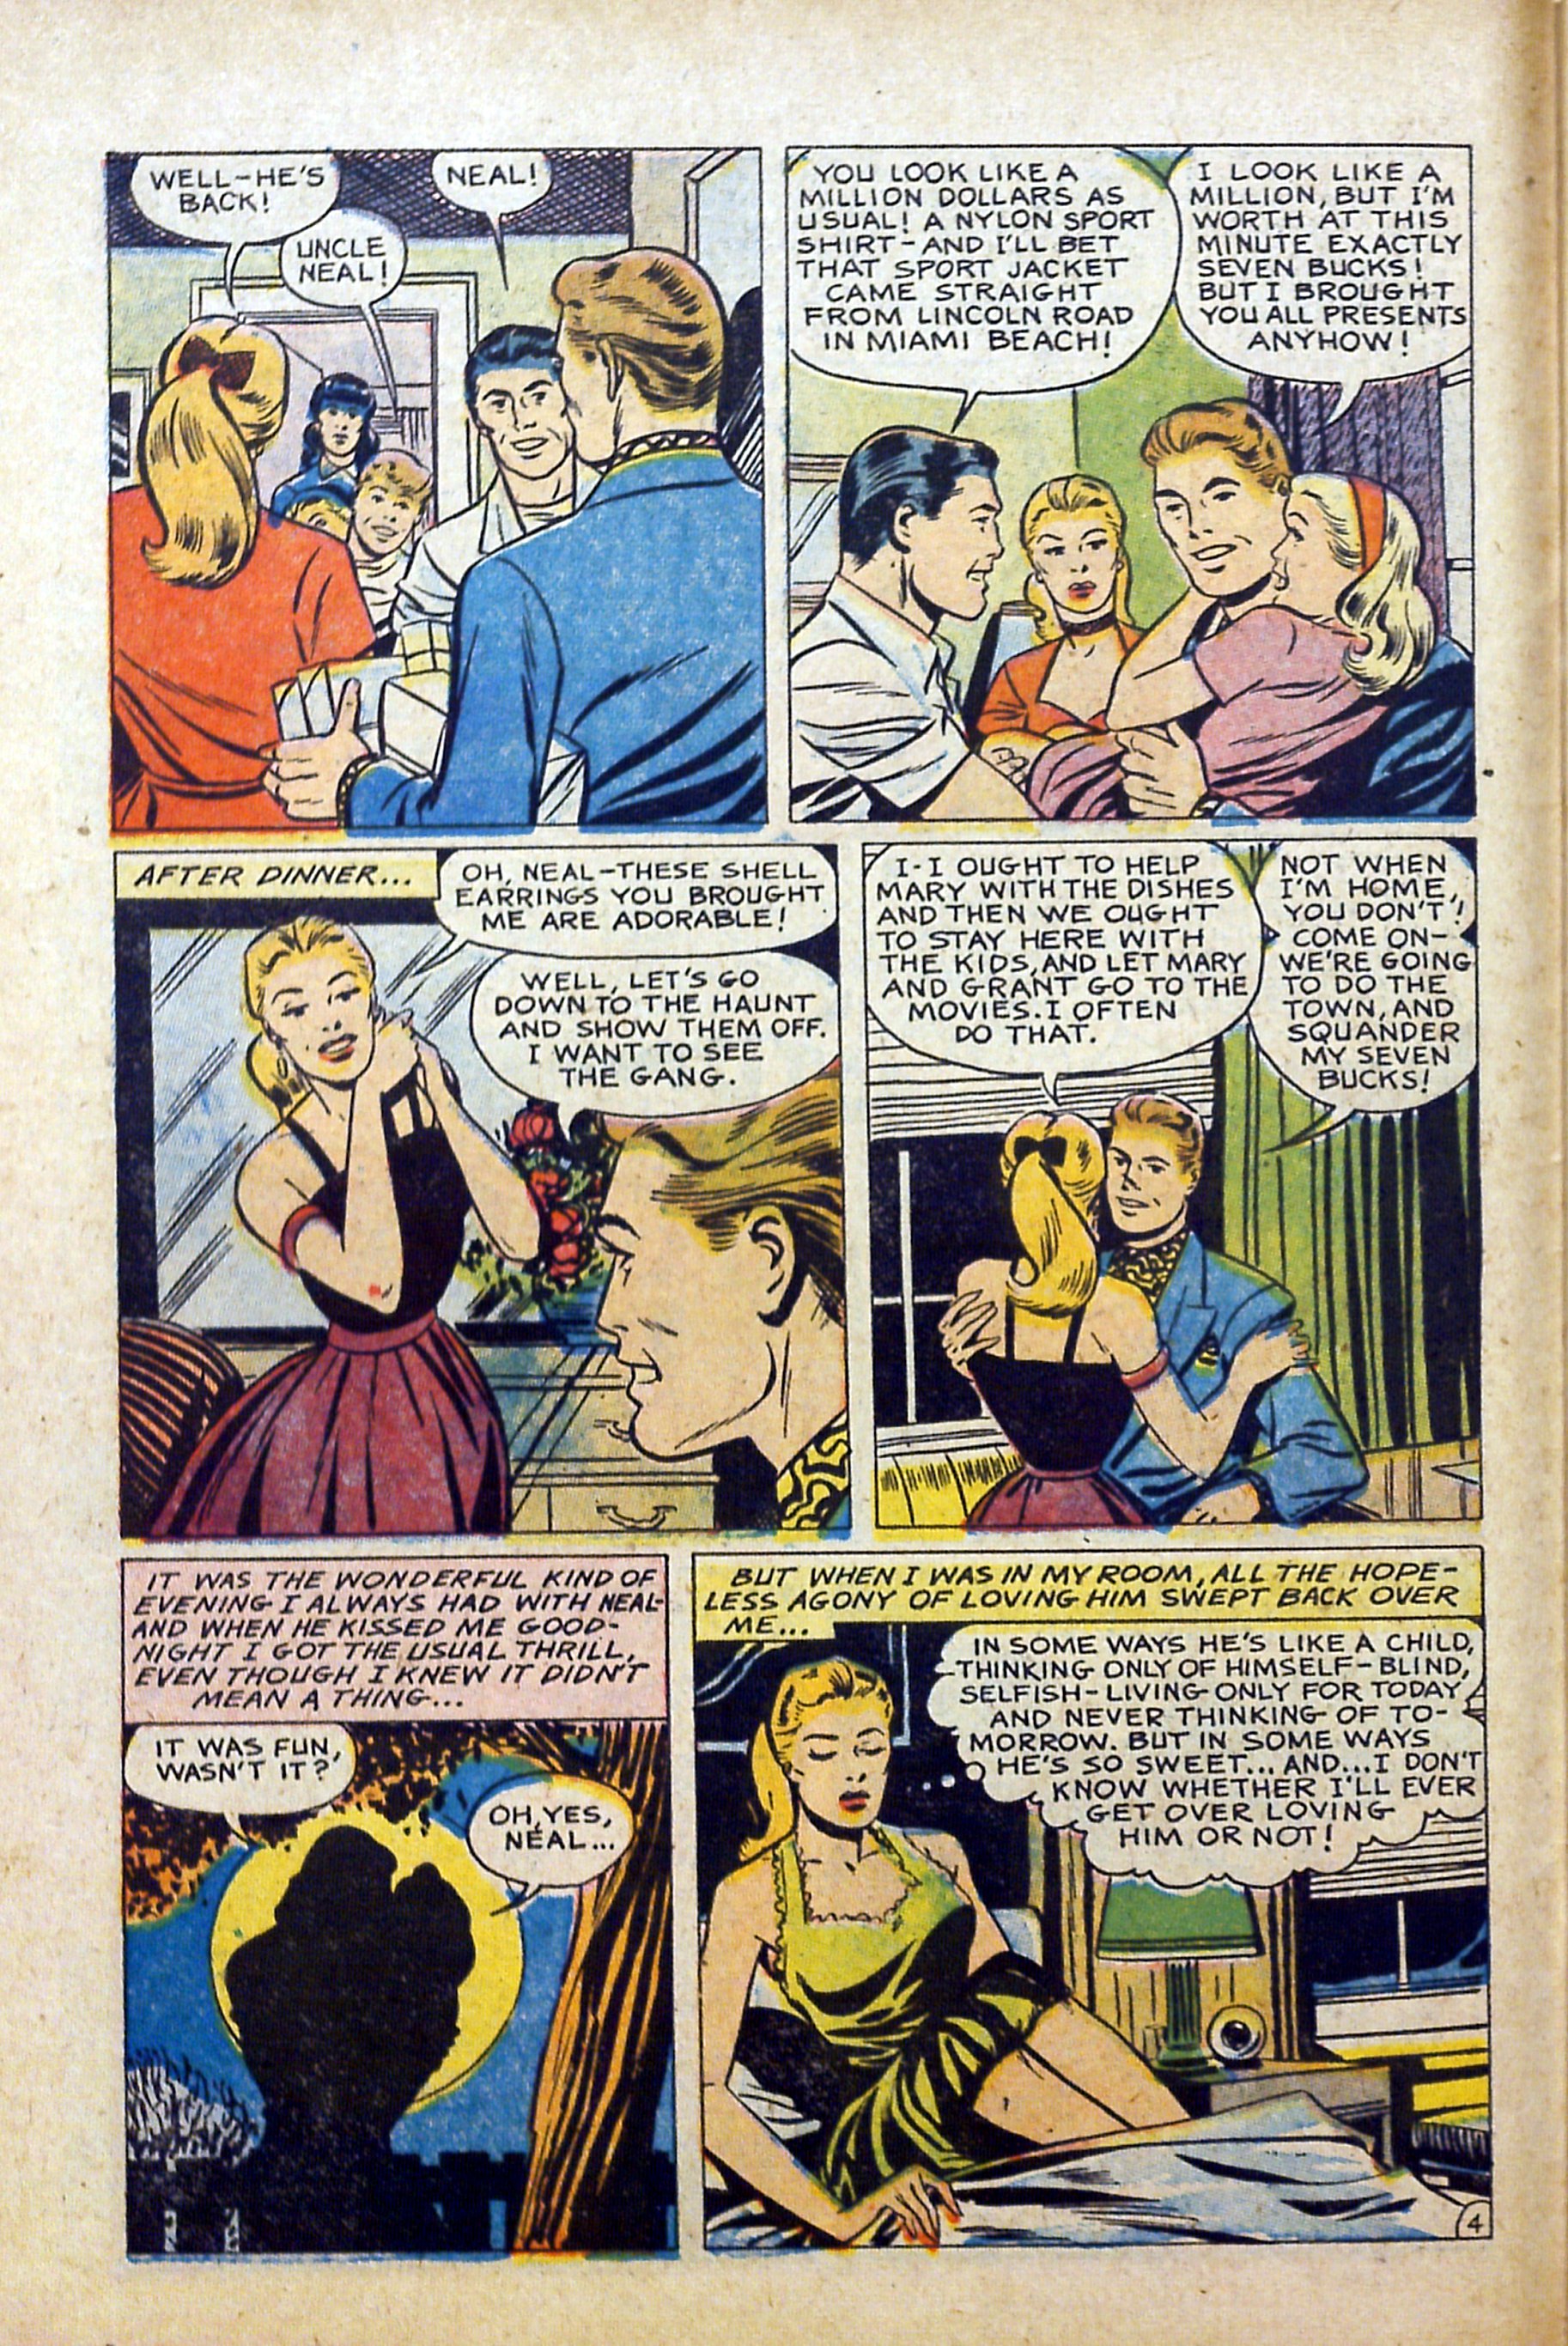 WELL-HE'S
BACK!
UNCLE
NEAL!
NEAL!
YOU LOOK LIKE A
MILLION DOLLARS AS
USUAL! A NYLON SPORT
SHIRT-AND I'LL BET
THAT SPORT JACKET
CAME STRAIGHT
FROM LINCOLN ROAD
IN MIAMI BEACH!
I LOOK LIKE A
MILLION, BUT I'M
WORTH AT THIS
MINUTE EXACTLY
SEVEN BUCKS!
BUT I BROUGHT
YOU ALL PRESENTS
ANYHOW!
AFTER DINNER...
OH, NEAL-THESE SHELL
EARRINGS YOU BROUGHT
ME ARE ADORABLE!
WELL, LET'S GO
DOWN TO THE HAUNT
AND SHOW THEM OFF.
I WANT TO SEE
THE GANG.
I-I OUGHT TO HELP
MARY WITH THE DISHES
AND THEN WE OUGHT
TO STAY HERE WITH
THE KIDS, AND LET MARY
AND GRANT GO TO THE
MOVIES. I OFTEN
DO THAT.
NOT WHEN
I'M HOME,
YOU DON'T!
COME ON-
WE'RE GOING
TO DO THE
TOWN, AND
SQUANDER
MY SEVEN
BUCKS!
IT WAS THE WONDERFUL KIND OF
EVENING I ALWAYS HAD WITH NEAL-
AND WHEN HE KISSED ME GOOD-
NIGHT I GOT THE USUAL THRILL,
EVEN THOUGH I KNEW IT DIDN'T
MEAN A THING...
IT WAS FUN,
WASN'T IT?
OH, YES,
NEAL...
BUT WHEN I WAS IN MY ROOM, ALL THE HOPE-
LESS AGONY OF LOVING HIM SWEPT BACK OVER
ME...
IN SOME WAYS HE'S LIKE A CHILD,
THINKING ONLY OF HIMSELF-BLIND,
SELFISH-LIVING ONLY FOR TODAY
AND NEVER THINKING OF TO-
MORROW. BUT IN SOME WAYS
HE'S SO SWEET... AND...I DON'T
KNOW WHETHER I'LL EVER
GET OVER LOVING
HIM OR NOT!
4